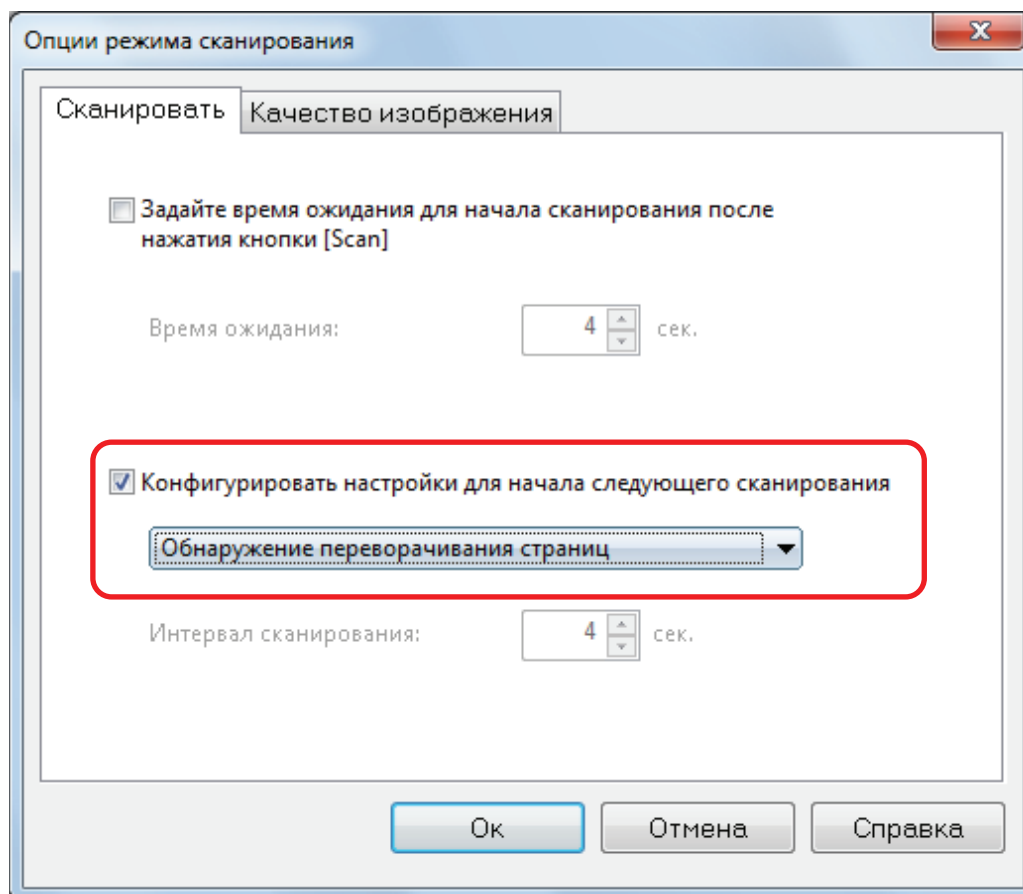 Опции режима сканирования
Сканировать
Качество изображения
Задайте время ожидания для начала сканирования после
нажатия кнопки [Scan]
Время ожидания:
4
сек.
Конфигурировать настройки для начала следующего сканирования
Обнаружение переворачивания страниц
Интервал сканирования:
4
сек.
Ок
Отмена
Справка